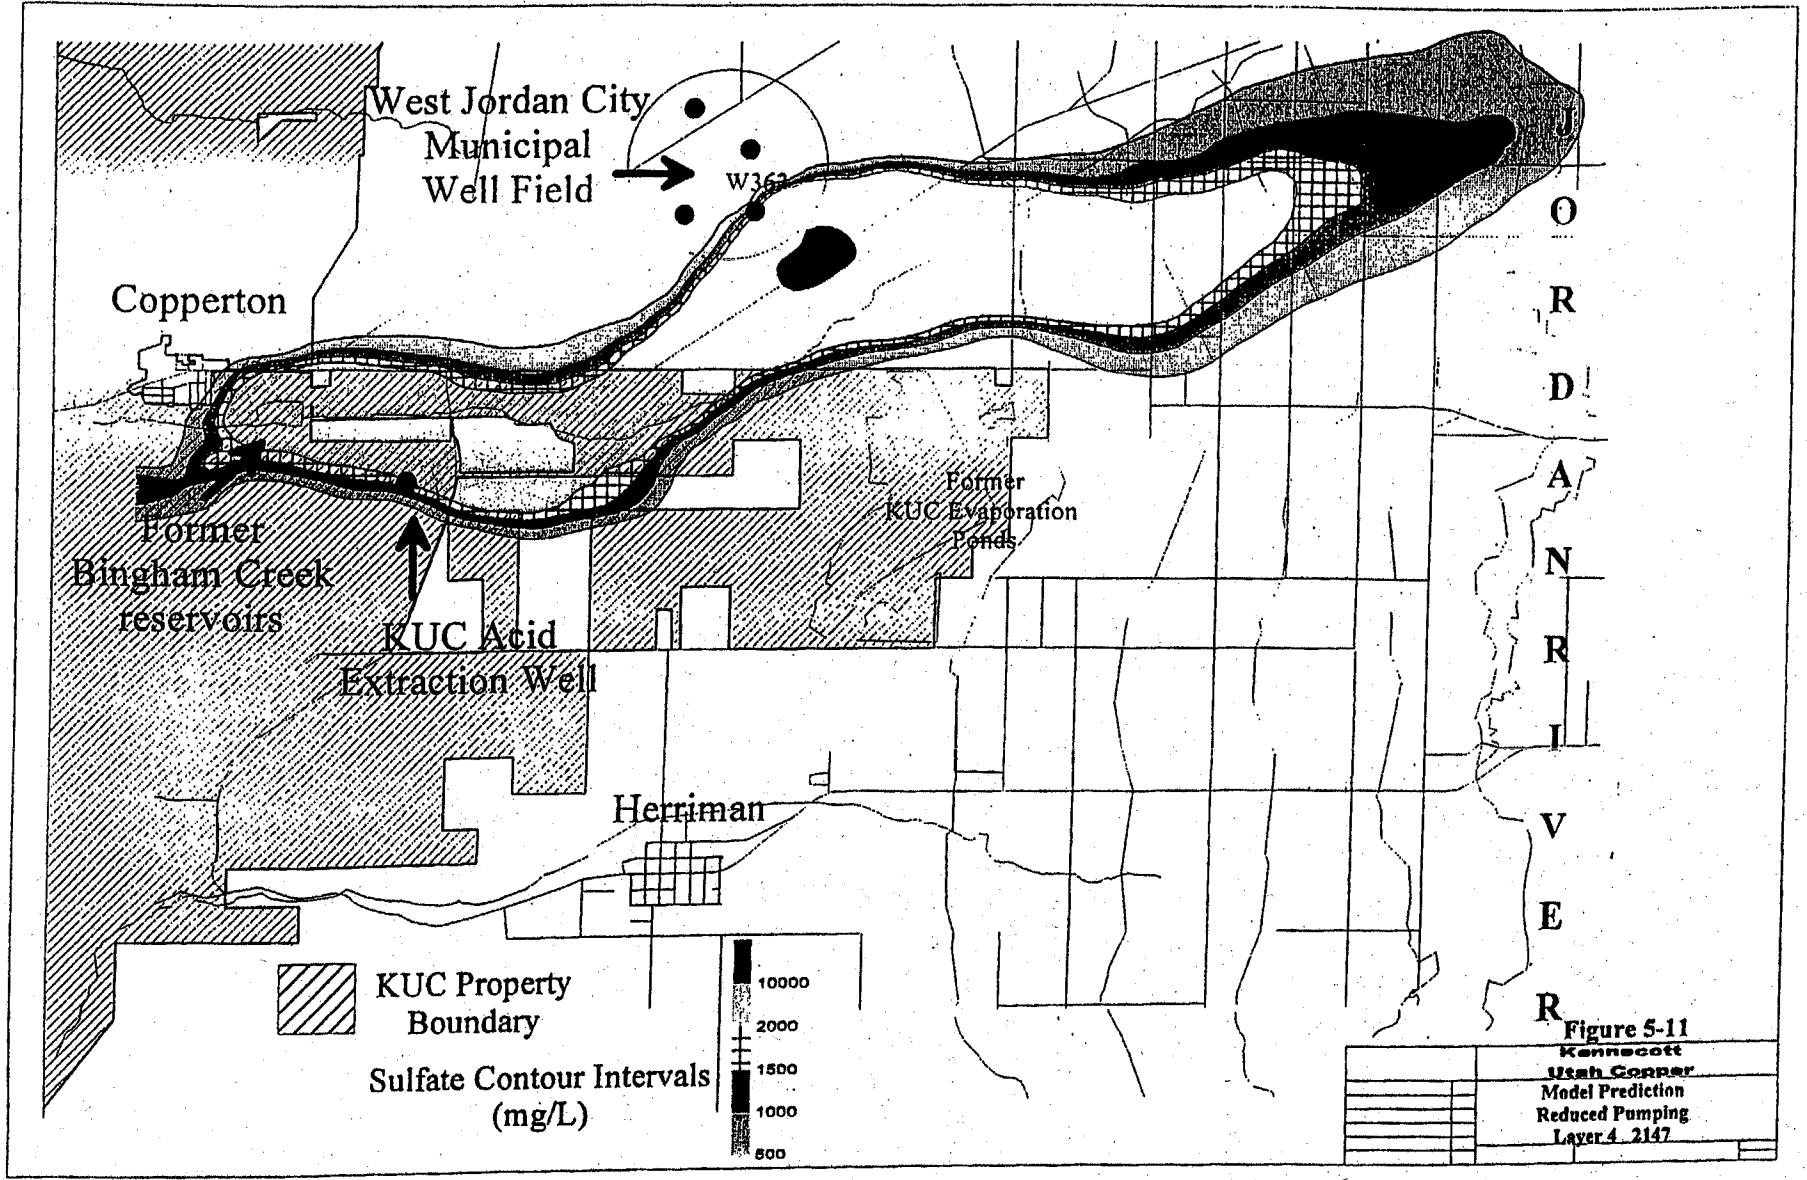 West Jordan City
Municipal
Well Field
W363
Copperton
Former
Bingham Creek
reservoirs
KUC Acid
Extraction Well
Former
KUC Evaporation
Ponds
Herriman
J
O
R
D
A
N
R
I
V
E
R
KUC Property
Boundary
Sulfate Contour Intervals
(mg/L)
10000
2000
1500
1000
500
Figure 5-11
Kennecott
Utah Copper
Model Prediction
Reduced Pumping
Layer 4 2147